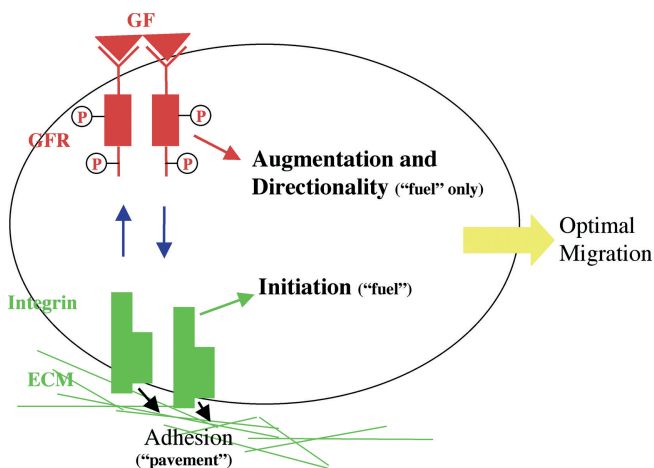 GF
P
P
GFR
P
P
Augmentation and
Directionality (“fuel” only)
Optimal
Migration
Initiation (“fuel”)
Integrin
ECM
Adhesion
(“pavement”)